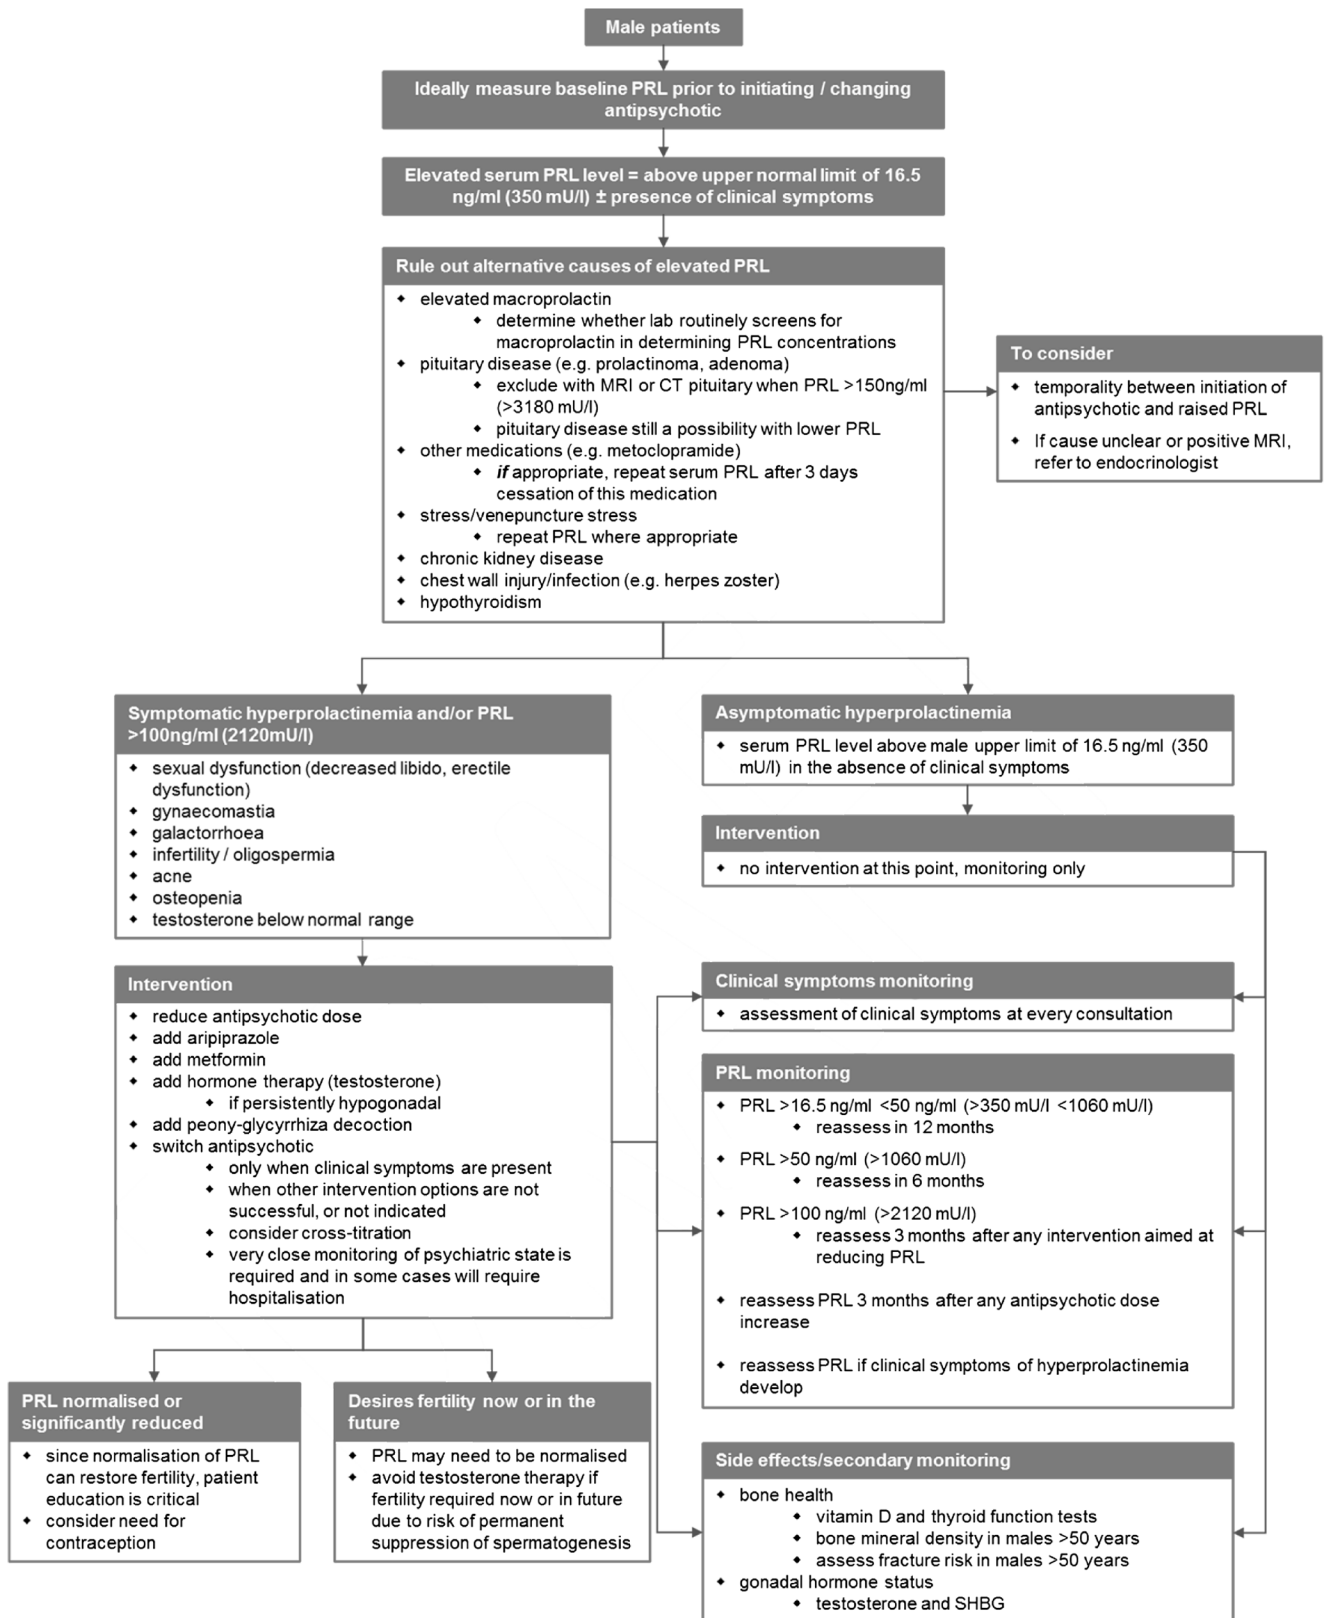 Male patients
Ideally measure baseline PRL prior to initiating / changing
antipsychotic
Elevated serum PRL level = above upper normal limit of 16.5
ng/ml (350 mU/l) ± presence of clinical symptoms
Rule out alternative causes of elevated PRL
elevated macroprolactin
determine whether lab routinely screens for
macroprolactin in determining PRL concentrations
pituitary disease (e.g. prolactinoma, adenoma)
exclude with MRI or CT pituitary when PRL >150ng/ml
(>3180 mU/l)
pituitary disease still a possibility with lower PRL
other medications (e.g. metoclopramide)
if appropriate, repeat serum PRL after 3 days
cessation of this medication
stress/venepuncture stress
repeat PRL where appropriate
chronic kidney disease
chest wall injury/infection (e.g. herpes zoster)
hypothyroidism
To consider
temporality between initiation of
antipsychotic and raised PRL
If cause unclear or positive MRI,
refer to endocrinologist
Symptomatic hyperprolactinemia and/or PRL
>100ng/ml (2120mU/l)
sexual dysfunction (decreased libido, erectile
dysfunction)
gynaecomastia
galactorrhoea
infertility / oligospermia
acne
osteopenia
testosterone below normal range
Asymptomatic hyperprolactinemia
serum PRL level above male upper limit of 16.5 ng/ml (350
mU/l) in the absence of clinical symptoms
Intervention
no intervention at this point, monitoring only
Intervention
reduce antipsychotic dose
add aripiprazole
add metformin
add hormone therapy (testosterone)
if persistently hypogonadal
add peony-glycyrrhiza decoction
switch antipsychotic
only when clinical symptoms are present
when other intervention options are not
successful, or not indicated
consider cross-titration
very close monitoring of psychiatric state is
required and in some cases will require
hospitalisation
Clinical symptoms monitoring
assessment of clinical symptoms at every consultation
PRL monitoring
PRL >16.5 ng/ml <50 ng/ml (>350 mU/l <1060 mU/l)
reassess in 12 months
PRL >50 ng/ml (>1060 mU/l)
reassess in 6 months
PRL >100 ng/ml (>2120 mU/l)
reassess 3 months after any intervention aimed at
reducing PRL
reassess PRL 3 months after any antipsychotic dose
increase
reassess PRL if clinical symptoms of hyperprolactinemia
develop
PRL normalised or
significantly reduced
since normalisation of PRL
can restore fertility, patient
education is critical
consider need for
contraception
Desires fertility now or in the
future
PRL may need to be normalised
avoid testosterone therapy if
fertility required now or in future
due to risk of permanent
suppression of spermatogenesis
Side effects/secondary monitoring
bone health
vitamin D and thyroid function tests
bone mineral density in males >50 years
assess fracture risk in males >50 years
gonadal hormone status
testosterone and SHBG